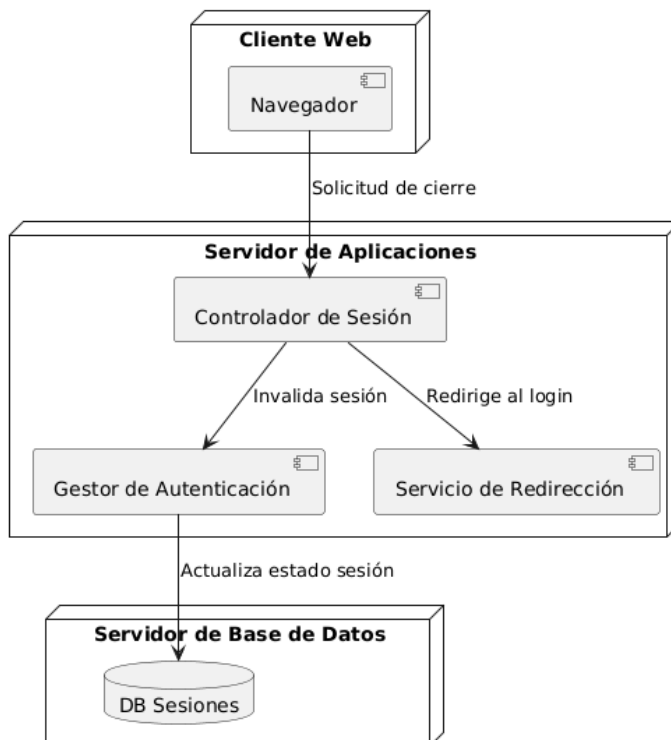 Cliente Web
Navegador
Solicitud de cierre
Servidor de Aplicaciones
Controlador de Sesión
Invalida sesión
Redirige al login
Gestor de Autenticación
Servicio de Redirección
Actualiza estado sesión
Servidor de Base de Datos
DB Sesiones